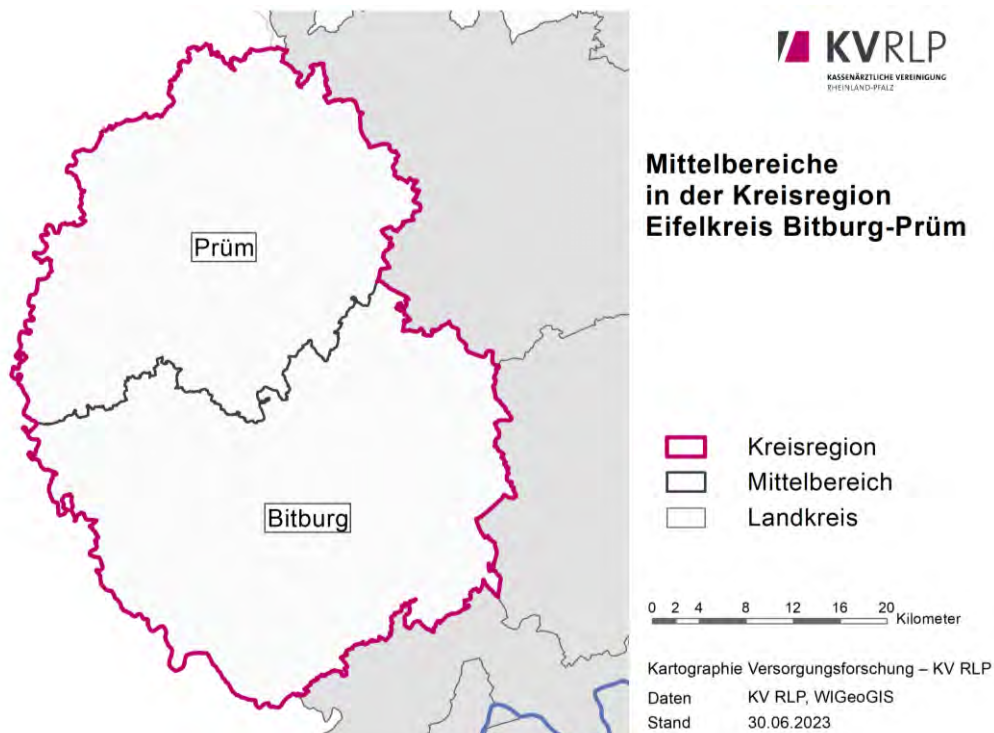 KVRLP
KASSENÄRZTLICHE VEREINIGUNG
RHEINLAND-PFALZ
Mittelbereiche
in der Kreisregion
Eifelkreis Bitburg-Prüm
Prüm
Bitburg
Kreisregion
Mittelbereich
Landkreis
0 2 4 8 12 16 20 Kilometer
Kartographie Versorgungsforschung – KV RLP
Daten KV RLP, WIGeoGIS
Stand 30.06.2023